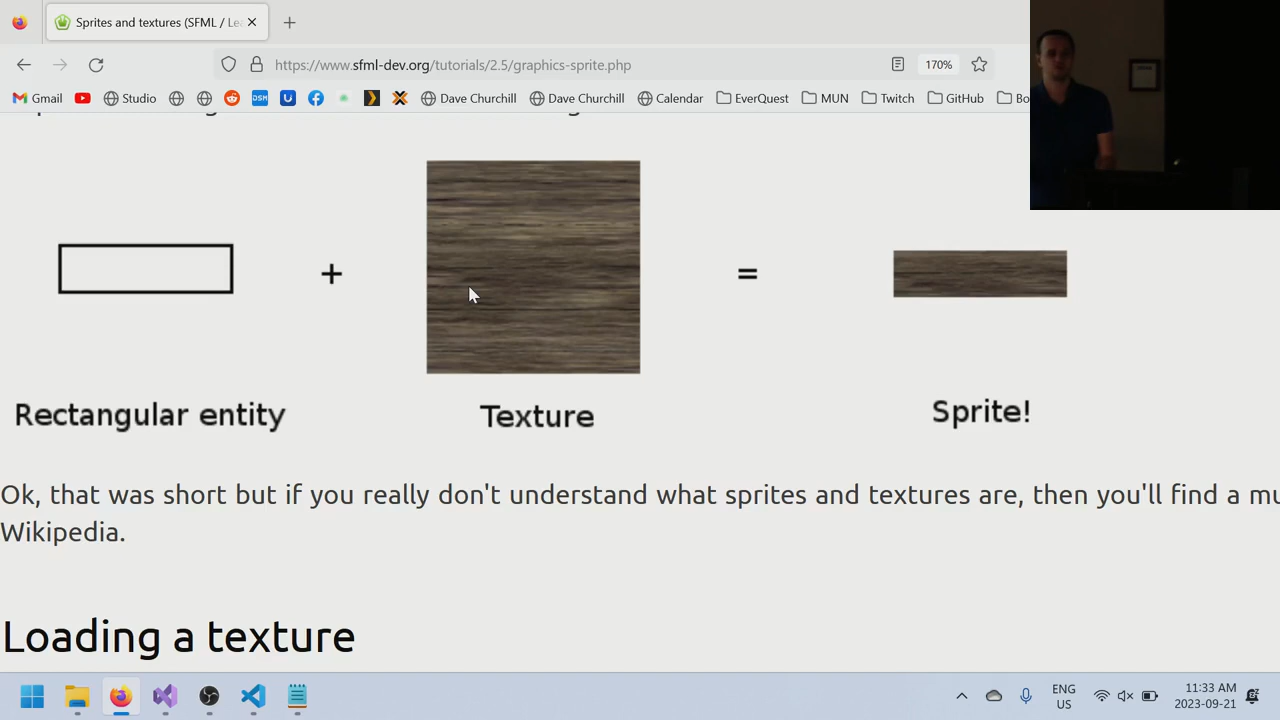 Sprites and textures (SFML / Lea
https://www.sfml-dev.org/tutorials/2.5/graphics-sprite.php
170%
Gmail
Studio
DSM
Dave Churchill
Dave Churchill
Calendar
EverQuest
MUN
Twitch
GitHub
Bo
+
=
Rectangular entity
Texture
Sprite!
Ok, that was short but if you really don't understand what sprites and textures are, then you'll find a mu
Wikipedia.
Loading a texture
ENG
US
11:33 AM
2023-09-21